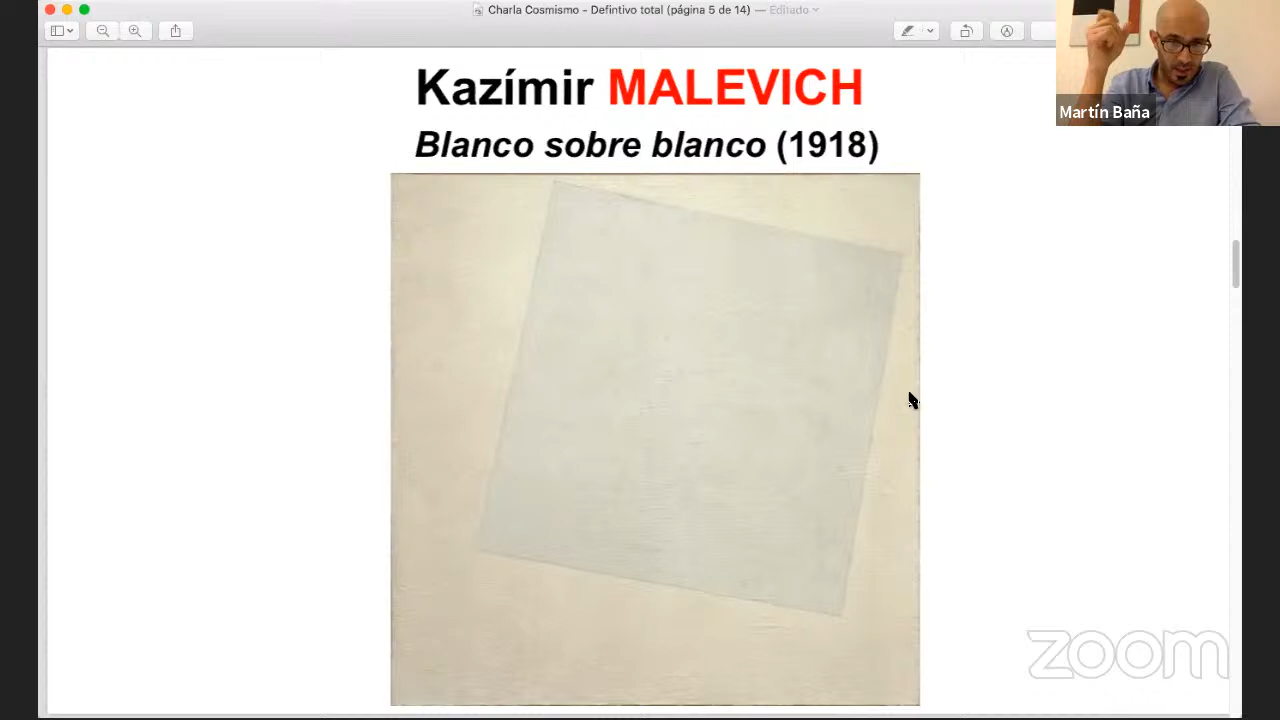 Charla Cosmismo - Defintivo total (página 5 de 14) — Editado
Martín Baña
Kazímir MALEVICH
Blanco sobre blanco (1918)
zoom